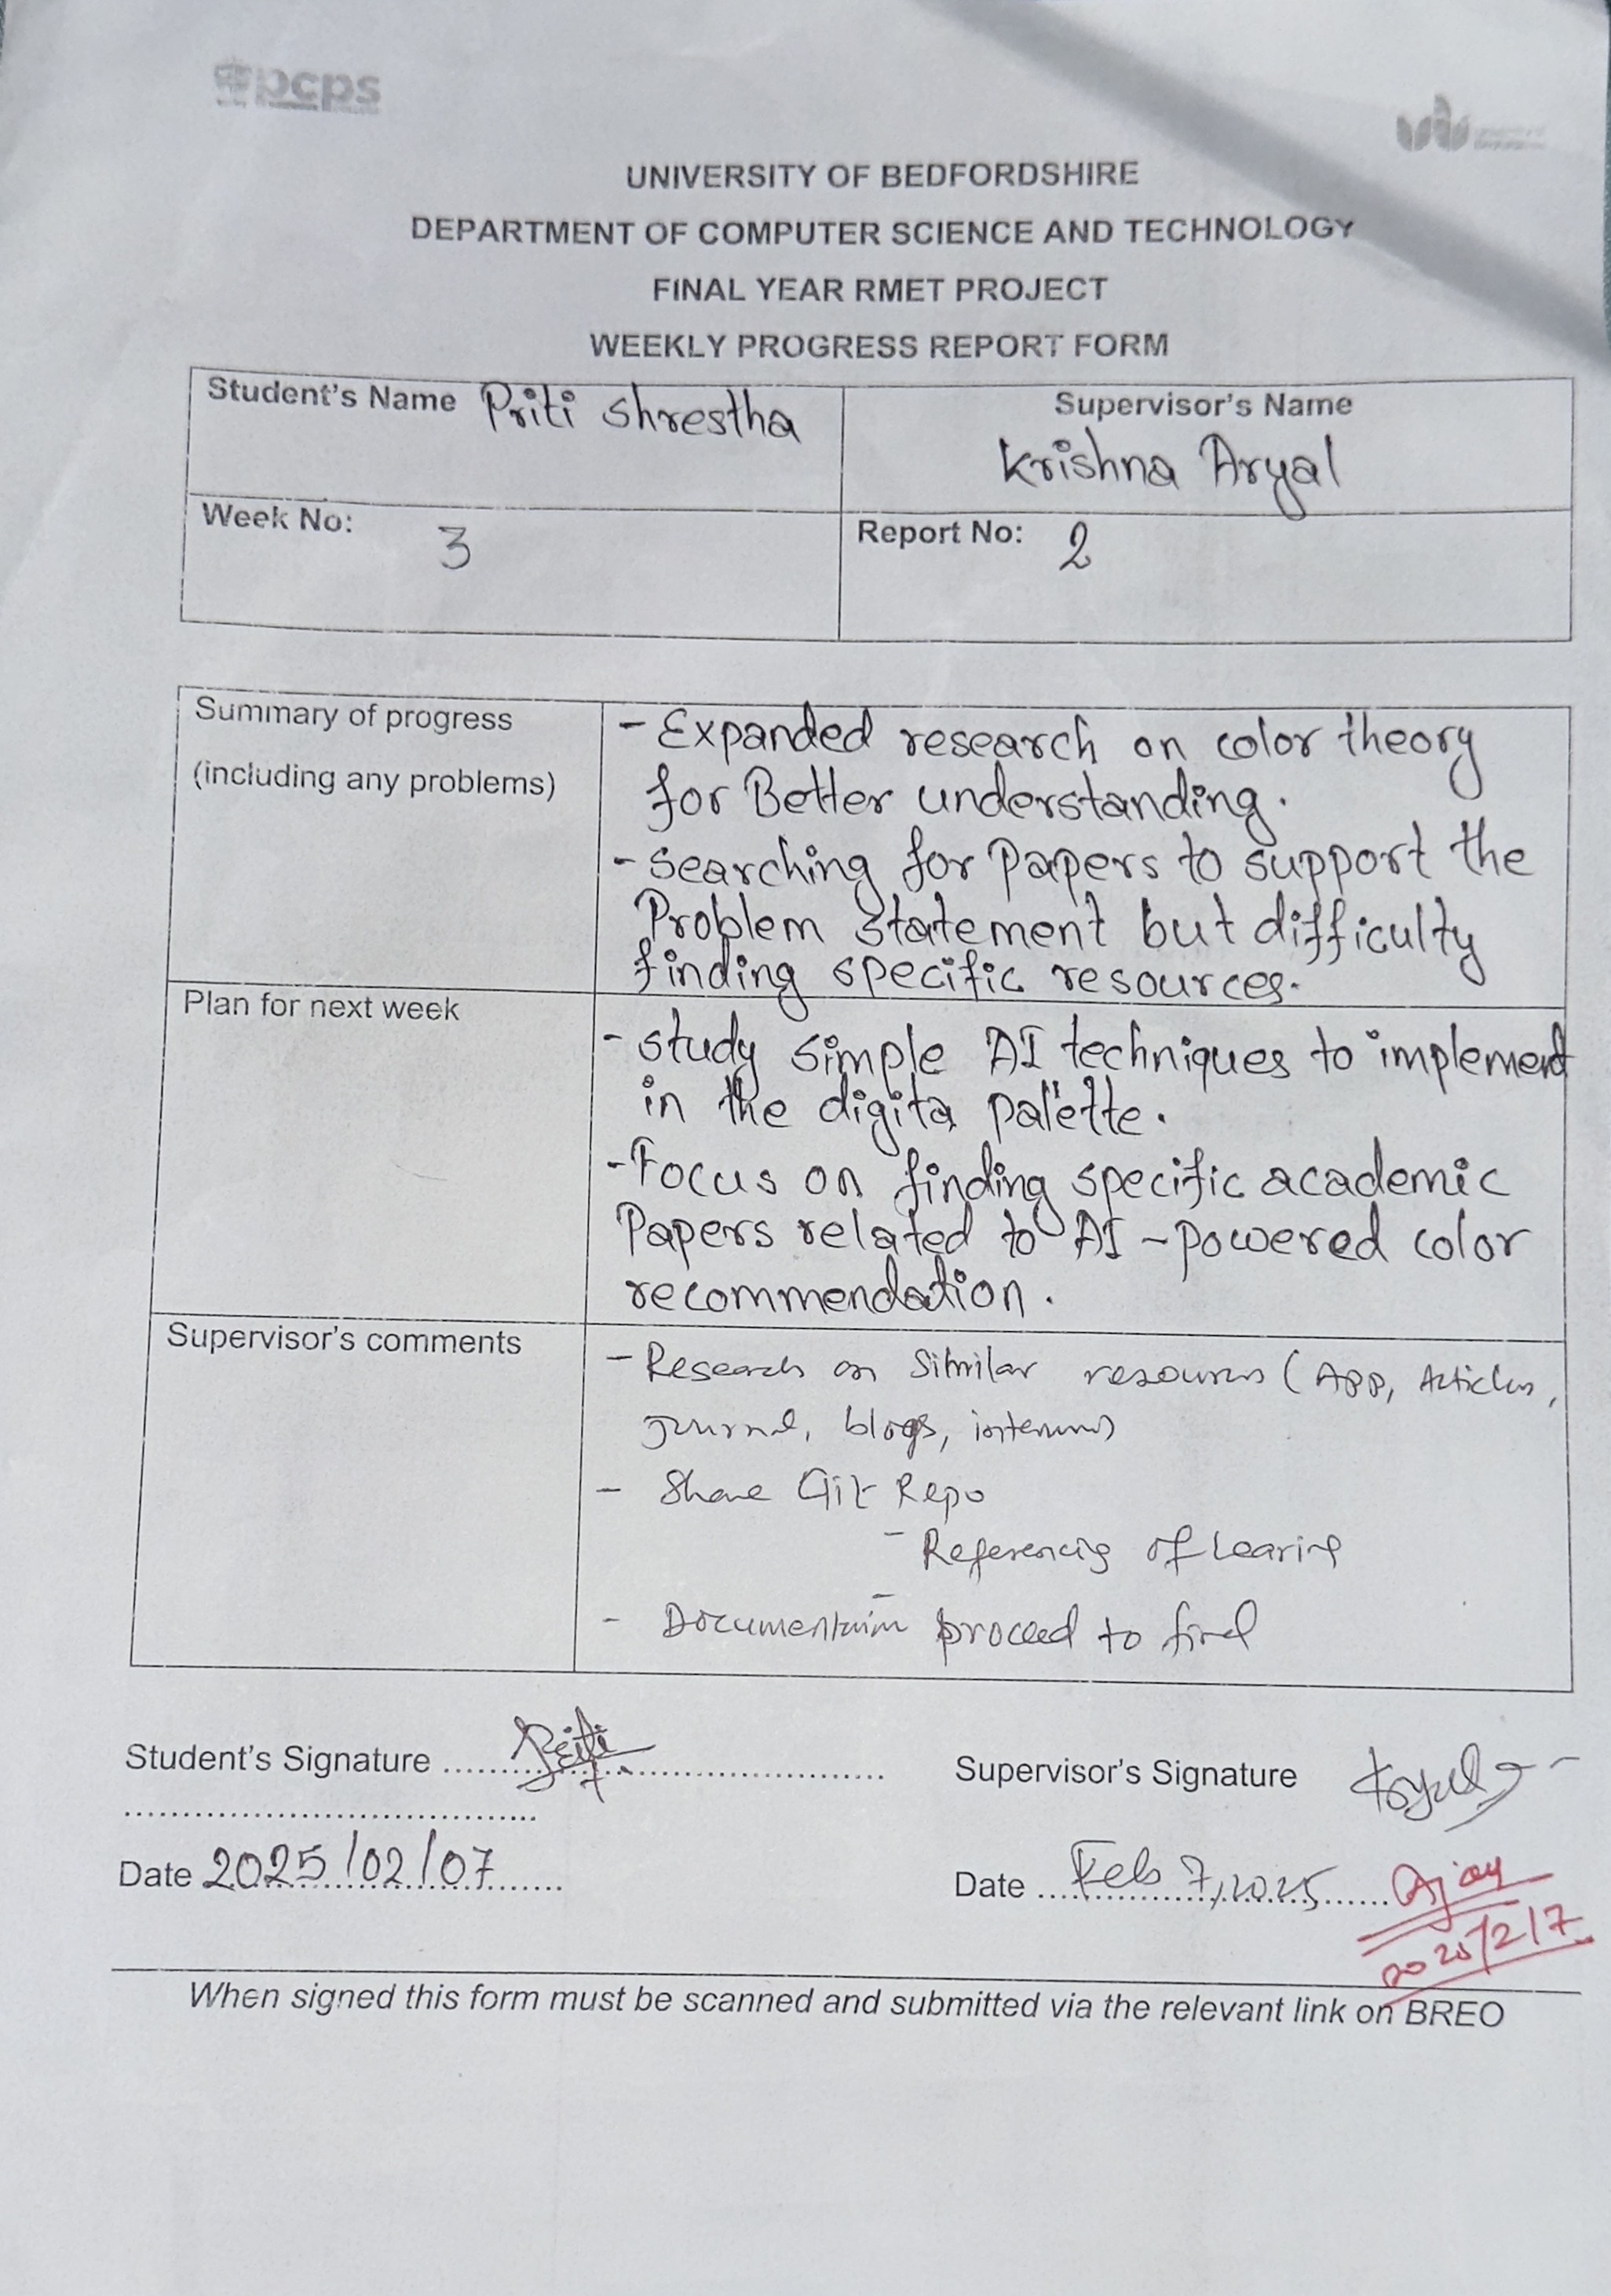 pcps
UNIVERSITY OF BEDFORDSHIRE
DEPARTMENT OF COMPUTER SCIENCE AND TECHNOLOGY
FINAL YEAR RMET PROJECT
WEEKLY PROGRESS REPORT FORM
Student's Name Priti Shrestha
Supervisor's Name
Krishna Aryal
Week No: 3
Report No: 2
Summary of progress
(including any problems)
- Expanded research on color theory
for Better understanding.
- Searching for Papers to support the
Problem statement but difficulty
finding specific resources.
Plan for next week
- study simple AI techniques to implement
in the digita palette.
- Focus on finding specific academic
Papers related to AI-powered color
recommendation.
Supervisor's comments
- Research on Similar resources (App, Articles,
journal, blogs,
- Share Git Repo
- Referencing of
- proceed to final
Student's Signature Priti
Supervisor's Signature
Date 2025/02/07
Date Feb 7, 2025
Ajay
2025/2/7
When signed this form must be scanned and submitted via the relevant link on BREO